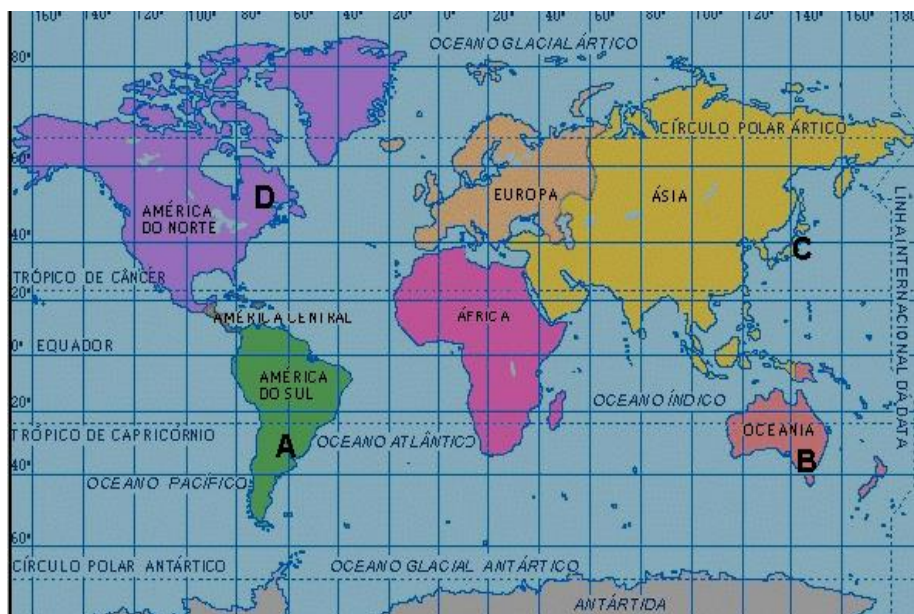 160° 140° 120° 100° 80° 60° 40° 20° 0° 20° 40° 60° 80° 100° 120° 140° 160° 180°
OCEANO GLACIAL ÁRTICO
80°
CÍRCULO POLAR ÁRTICO
60°
D
EUROPA
ÁSIA
AMÉRICA
DO NORTE
40°
C
TRÓPICO DE CÂNCER
20°
AMÉRICA CENTRAL
ÁFRICA
LINHA INTERNACIONAL DA DATA
0°
EQUADOR
AMÉRICA
DO SUL
OCEANO ÍNDICO
20°
TRÓPICO DE CAPRICÓRNIO
OCEANO ATLÂNTICO
OCEANIA
A
B
40°
OCEANO PACÍFICO
60°
CÍRCULO POLAR ANTÁRTICO
OCEANO GLACIAL ANTÁRTICO
ANTÁRTIDA